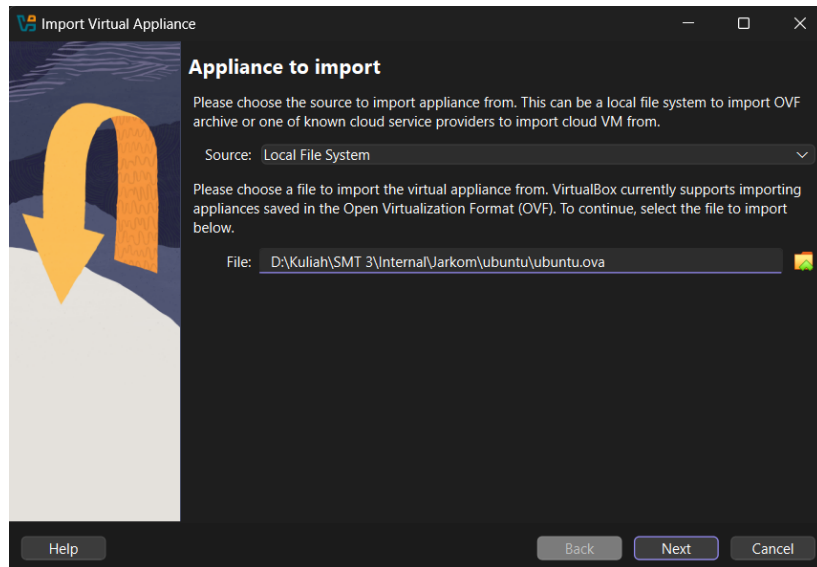 Import Virtual Appliance
Appliance to import
Please choose the source to import appliance from. This can be a local file system to import OVF
archive or one of known cloud service providers to import cloud VM from.
Source: Local File System
Please choose a file to import the virtual appliance from. VirtualBox currently supports importing
appliances saved in the Open Virtualization Format (OVF). To continue, select the file to import
below.
File: D:\Kuliah\SMT 3\Internal\Jarkom\ubuntu\ubuntu.ova
Help Back Next Cancel